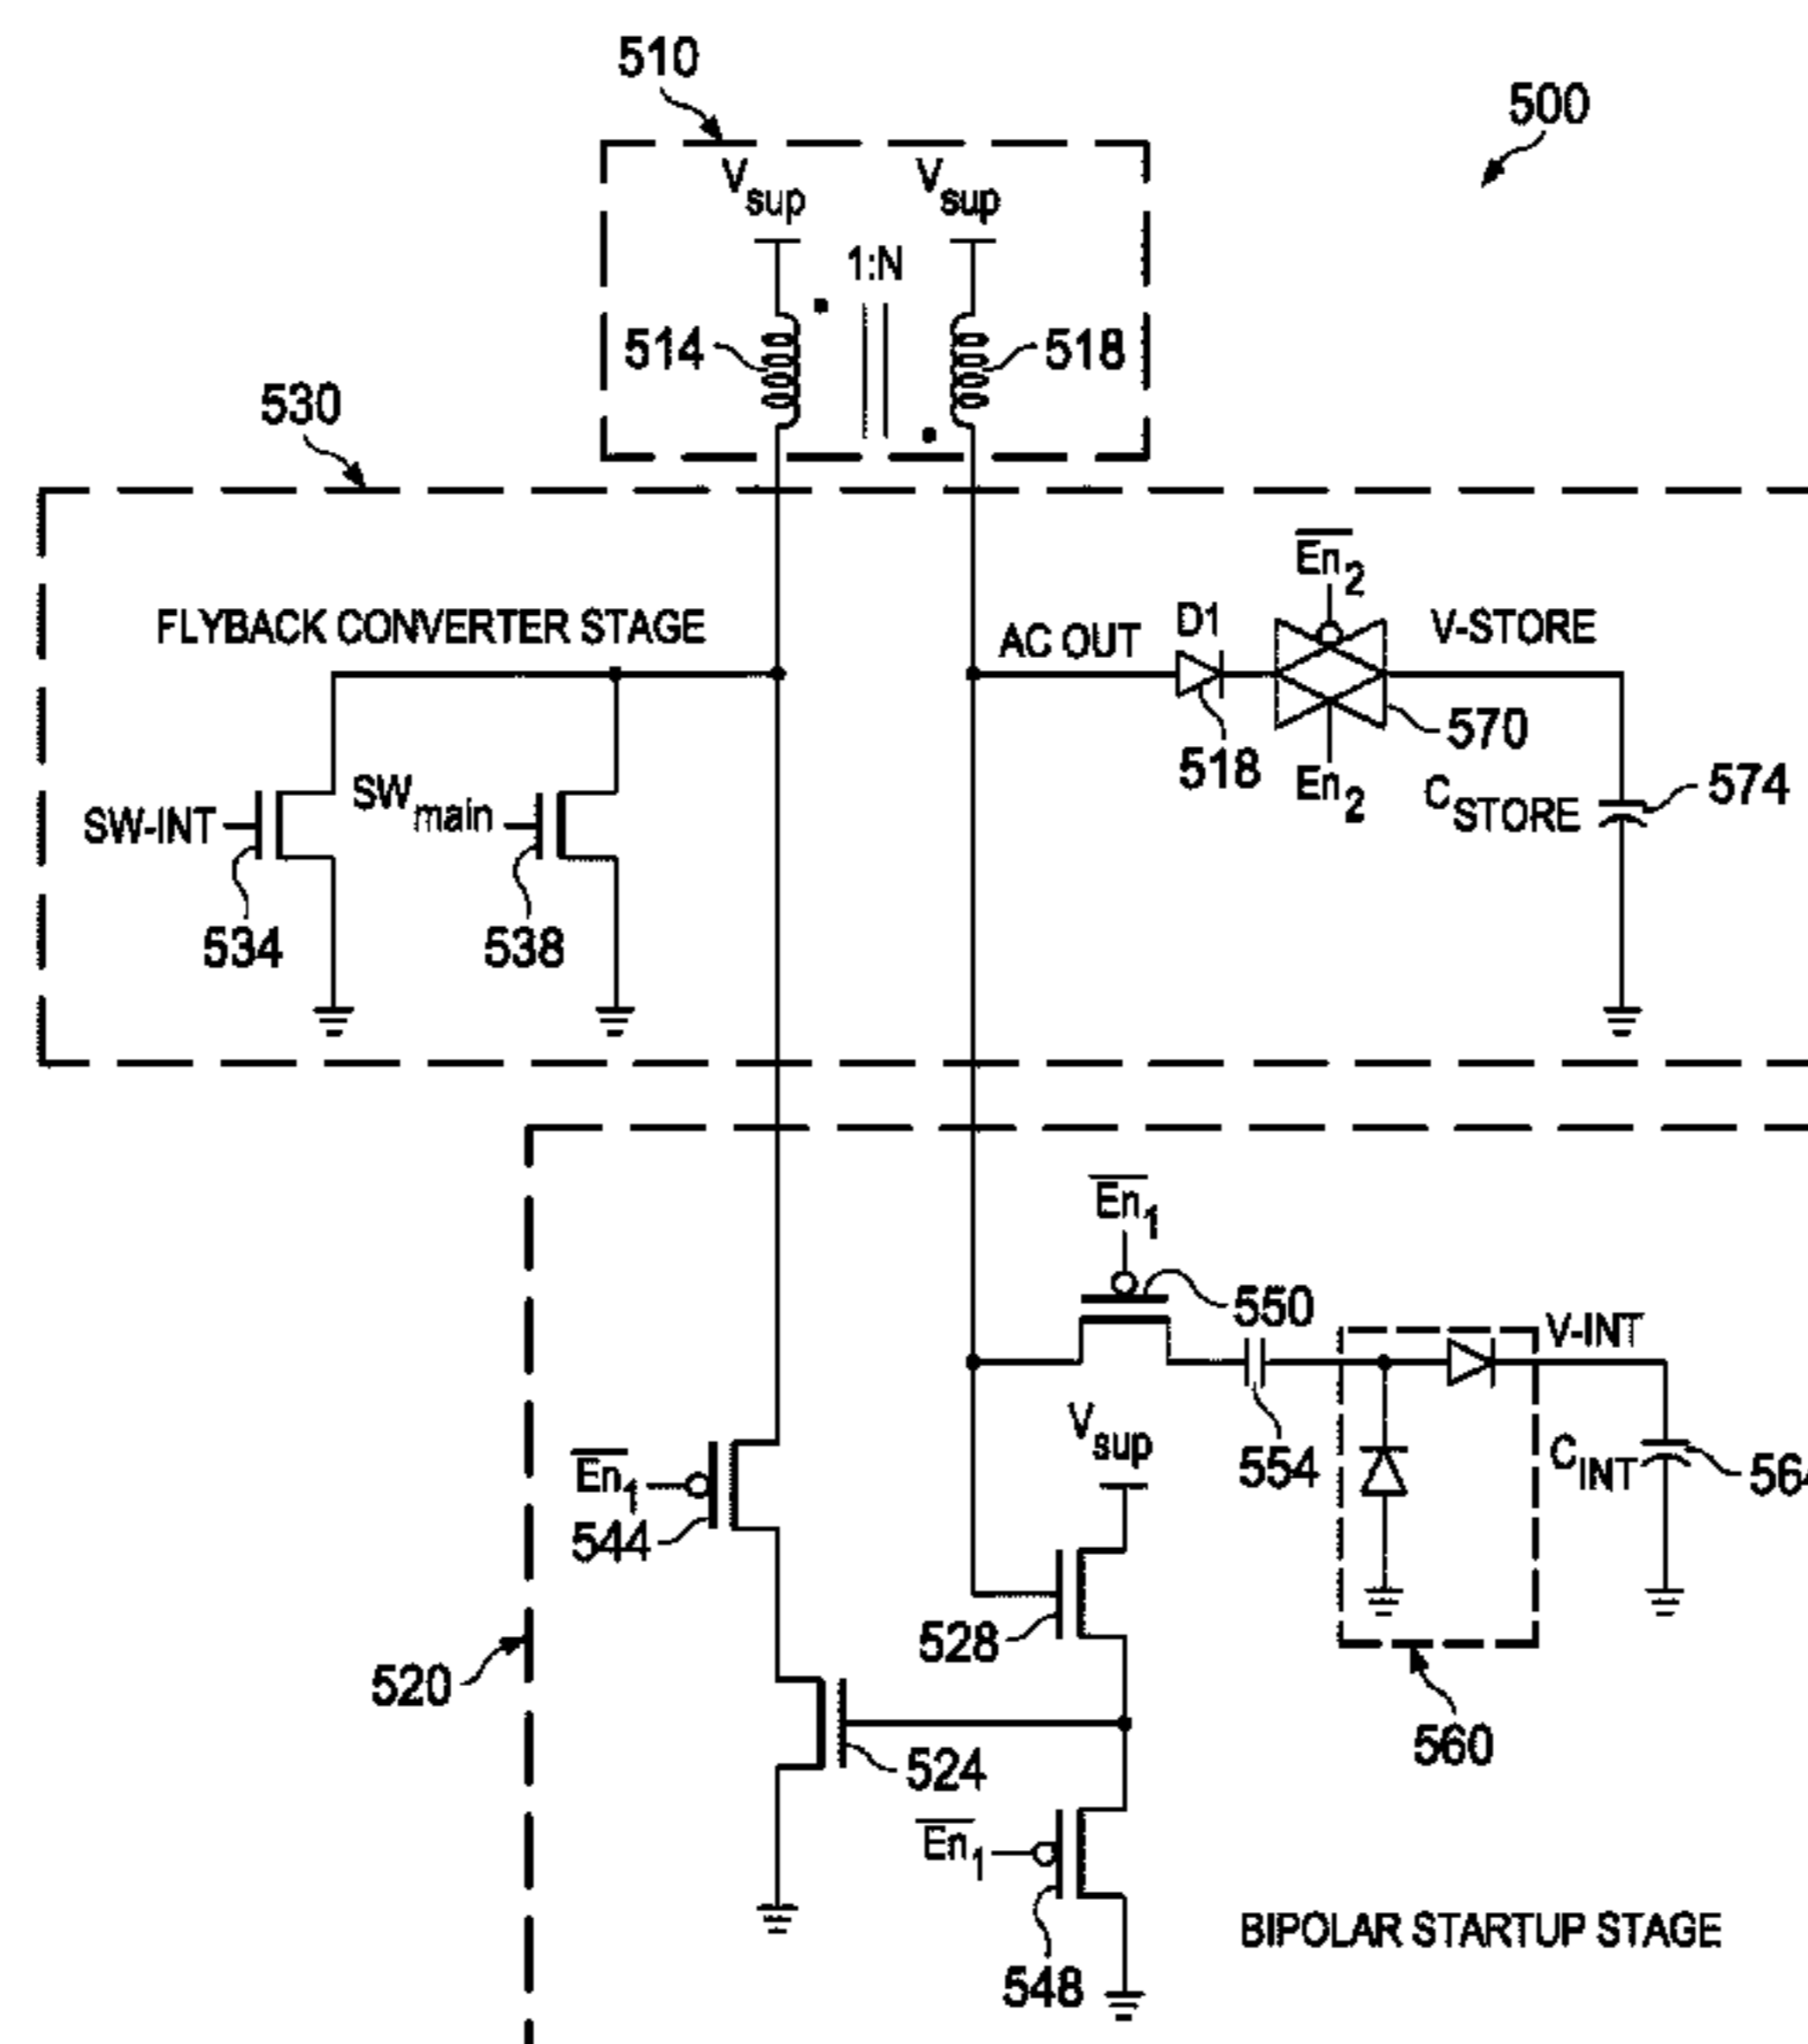 510
500
Vsup
Vsup
1:N
514
518
530
En2
FLYBACK CONVERTER STAGE
AC OUT
D1
V-STORE
570
518
En2
CSTORE
574
SW-INT
SWmain
534
538
En1
550
V-INT
Vsup
En1
544
554
CINT
528
520
560
524
En1
548
BIPOLAR STARTUP STAGE